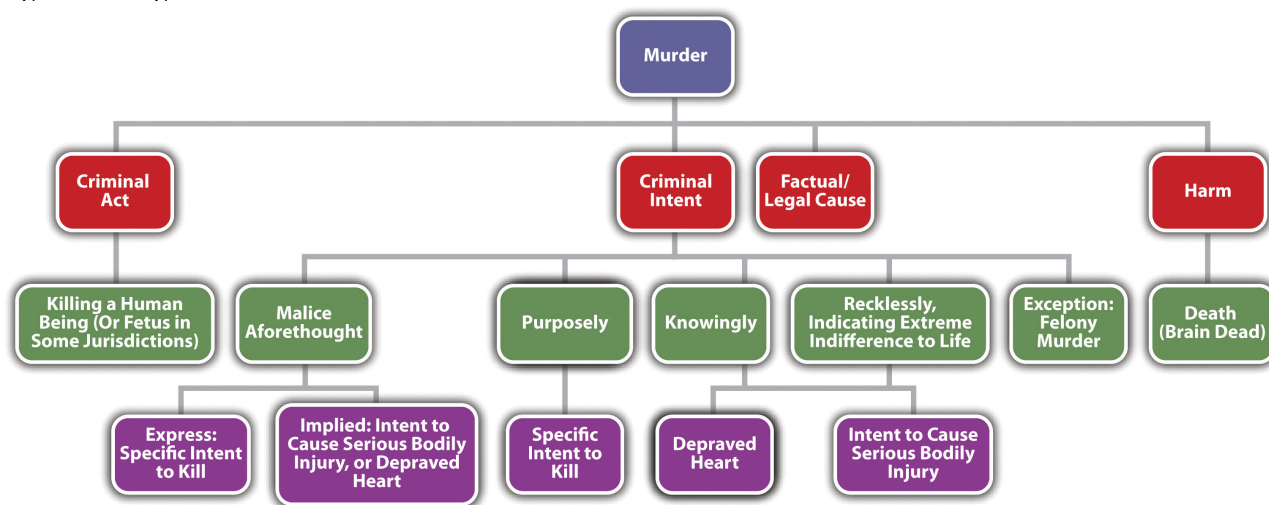 Murder
Criminal
Act
Criminal
Intent
Factual/
Legal Cause
Harm
Killing a Human
Being (Or Fetus in
Some Jurisdictions)
Malice
Aforethought
Purposely
Knowingly
Recklessly,
Indicating Extreme
Indifference to Life
Exception:
Felony
Murder
Death
(Brain Dead)
Express:
Specific Intent
to Kill
Implied: Intent to
Cause Serious Bodily
Injury, or Depraved
Heart
Specific
Intent to
Kill
Depraved
Heart
Intent to Cause
Serious Bodily
Injury